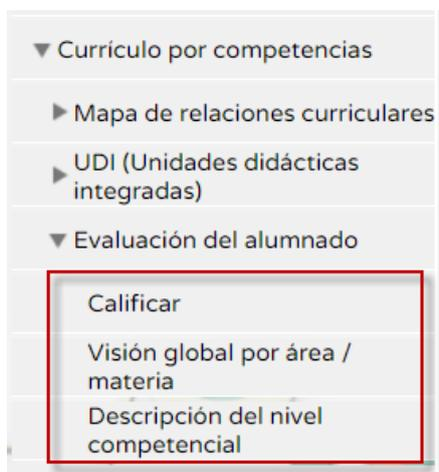 Currículo por competencias
Mapa de relaciones curriculares
UDI (Unidades didácticas
integradas)
Evaluación del alumnado
Calificar
Visión global por área /
materia
Descripción del nivel
competencial